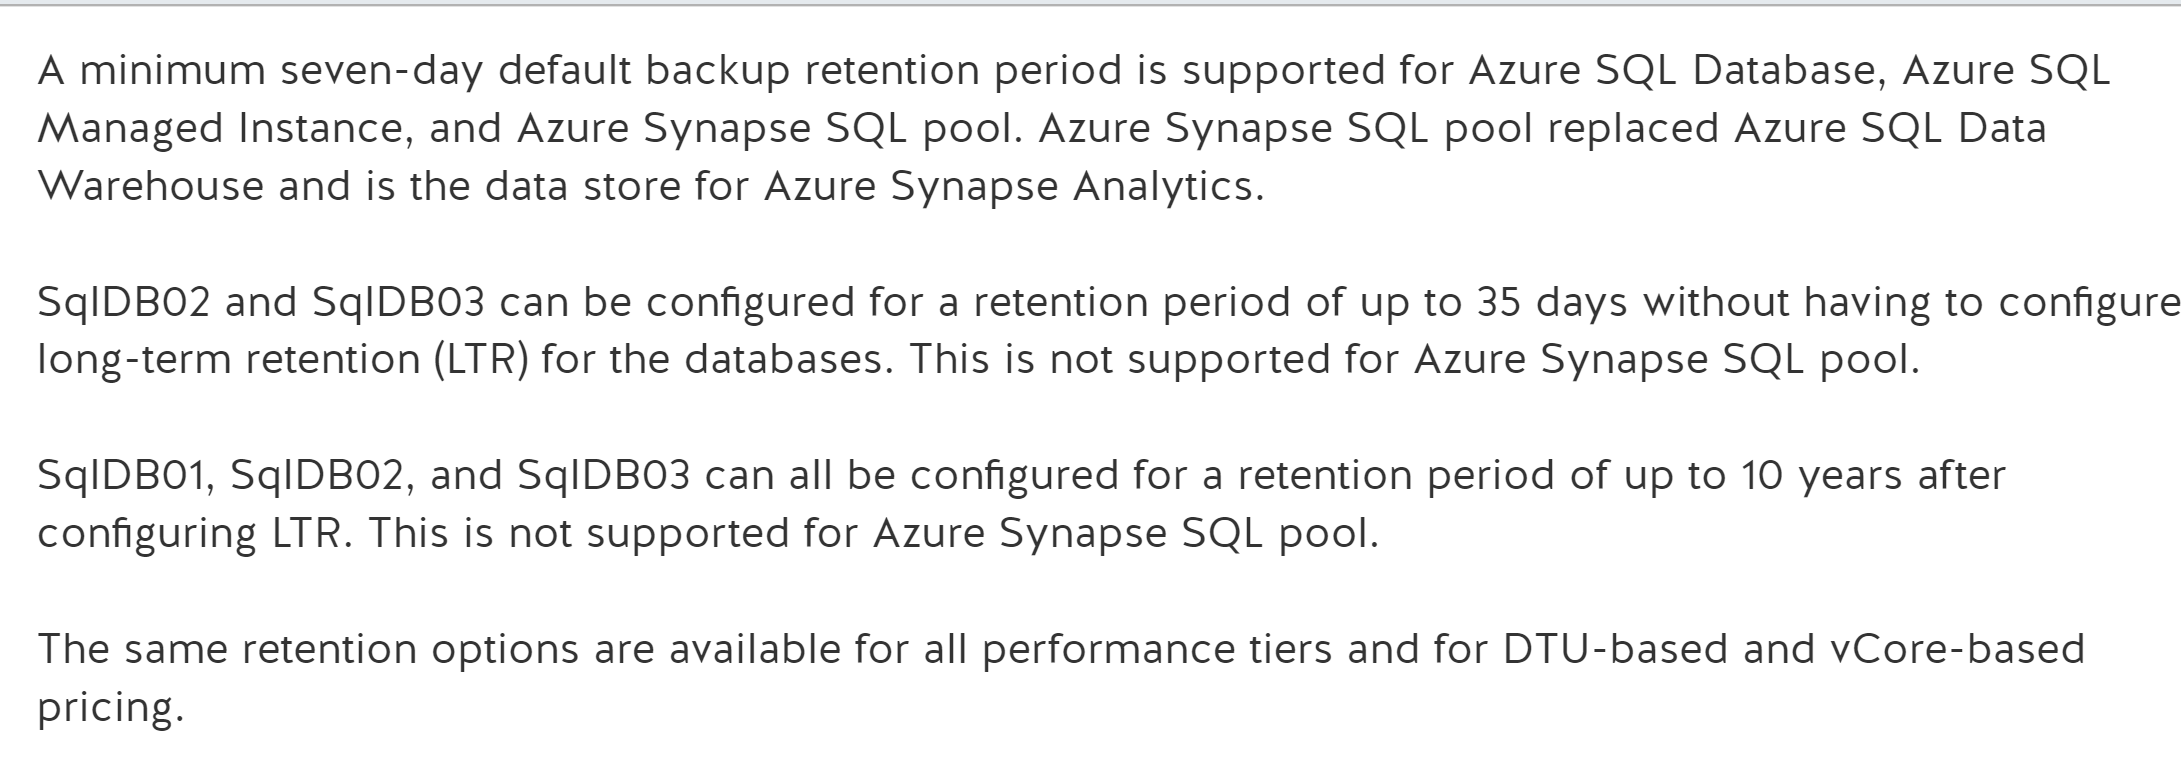 A minimum seven-day default backup retention period is supported for Azure SQL Database, Azure SQL
Managed Instance, and Azure Synapse SQL pool. Azure Synapse SQL pool replaced Azure SQL Data
Warehouse and is the data store for Azure Synapse Analytics.
SqlDB02 and SqlDB03 can be configured for a retention period of up to 35 days without having to configure
long-term retention (LTR) for the databases. This is not supported for Azure Synapse SQL pool.
SqlDB01, SqlDB02, and SqlDB03 can all be configured for a retention period of up to 10 years after
configuring LTR. This is not supported for Azure Synapse SQL pool.
The same retention options are available for all performance tiers and for DTU-based and vCore-based
pricing.